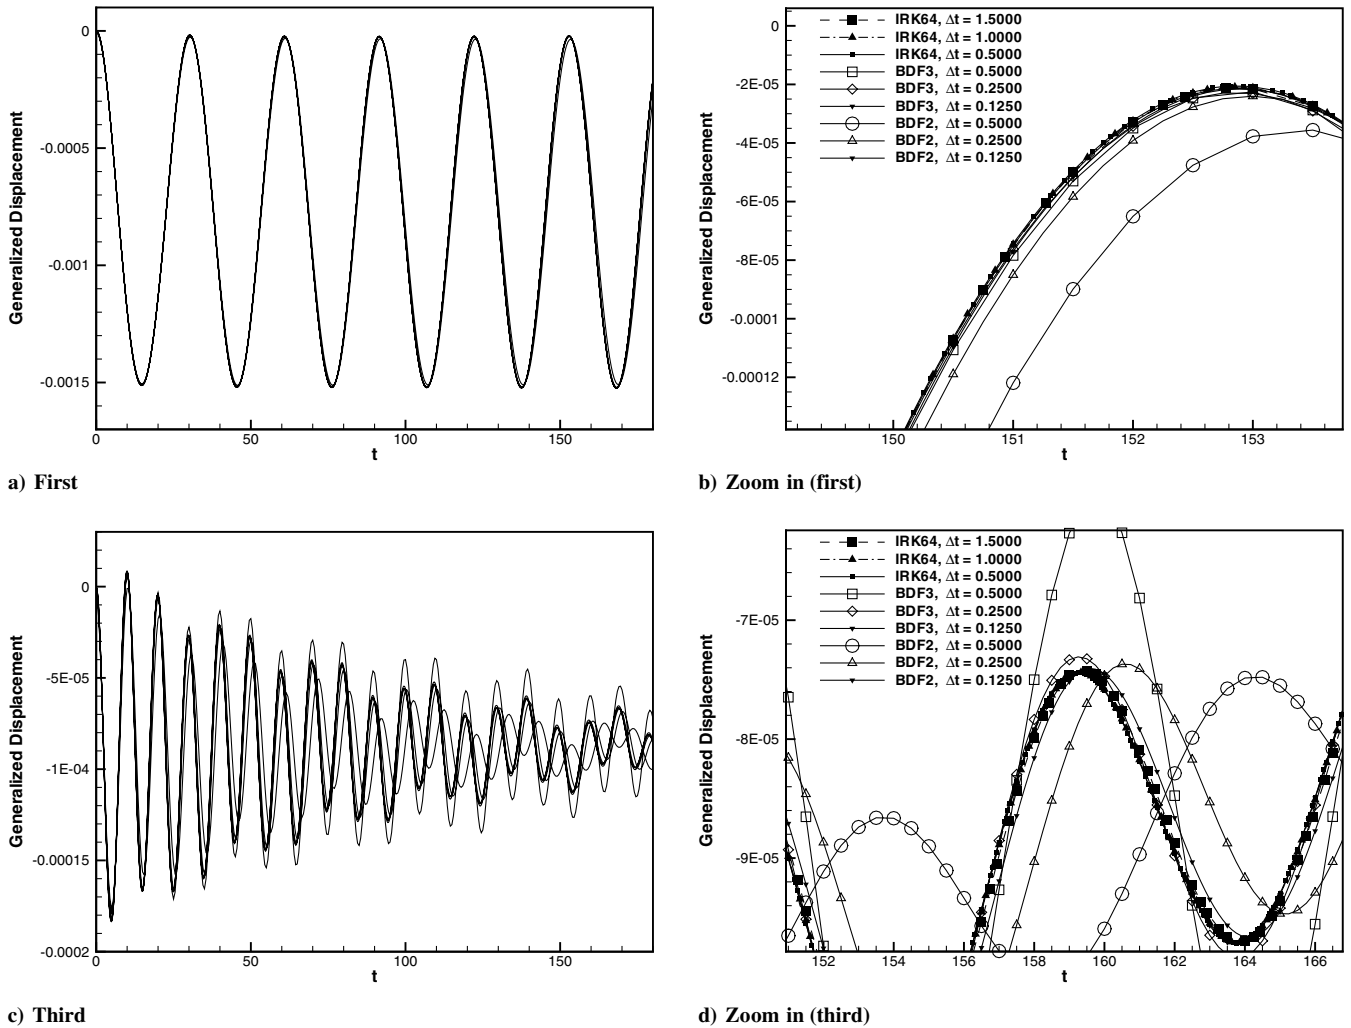 0
-0.0005
-0.001
-0.0015
Generalized Displacement
0
50
100
150
t
a) First
IRK64, Δt = 1.5000
IRK64, Δt = 1.0000
IRK64, Δt = 0.5000
BDF3, Δt = 0.5000
BDF3, Δt = 0.2500
BDF3, Δt = 0.1250
BDF2, Δt = 0.5000
BDF2, Δt = 0.2500
BDF2, Δt = 0.1250
0
-2E-05
-4E-05
-6E-05
-8E-05
-0.0001
-0.00012
Generalized Displacement
150
151
152
153
t
b) Zoom in (first)
0
-5E-05
-1E-04
-0.00015
-0.0002
Generalized Displacement
0
50
100
150
t
c) Third
IRK64, Δt = 1.5000
IRK64, Δt = 1.0000
IRK64, Δt = 0.5000
BDF3, Δt = 0.5000
BDF3, Δt = 0.2500
BDF3, Δt = 0.1250
BDF2, Δt = 0.5000
BDF2, Δt = 0.2500
BDF2, Δt = 0.1250
-7E-05
-8E-05
-9E-05
Generalized Displacement
152
154
156
158
160
162
164
166
t
d) Zoom in (third)